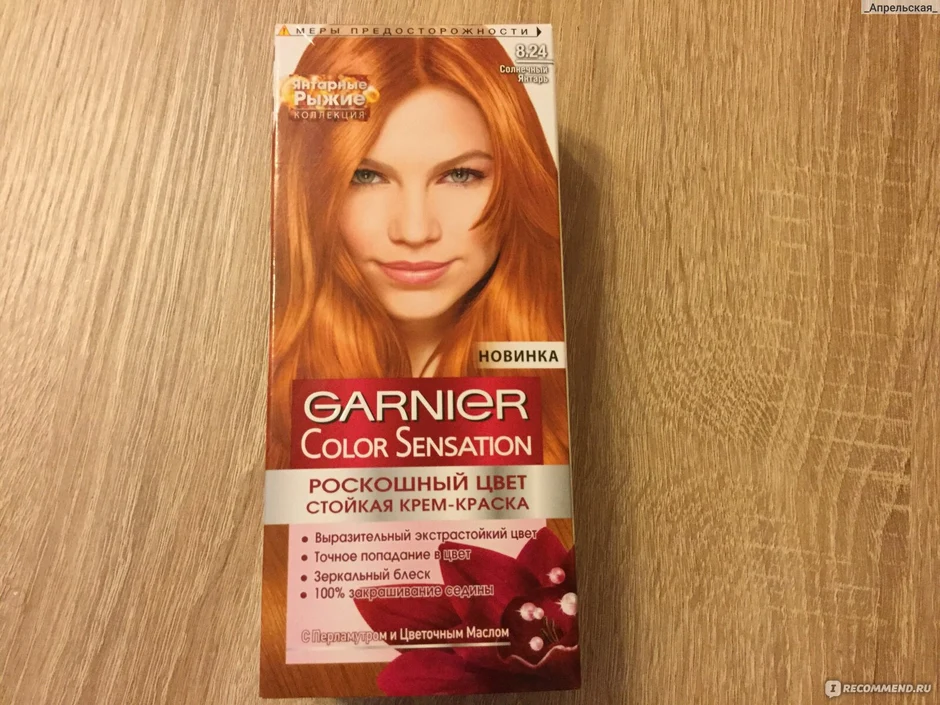 _Апрельская_
МЕРЫ ПРЕДОСТОРОЖНОСТИ
8.24
Солнечный
Янтарь
Янтарные
Рыжие
КОЛЛЕКЦИЯ
НОВИНКА
GARNIER
COLOR SENSATION
РОСКОШНЫЙ ЦВЕТ
СТОЙКАЯ КРЕМ-КРАСКА
• Выразительный экстрастойкий цвет
• Точное попадание в цвет
• Зеркальный блеск
• 100% закрашивание седины
С Перламутром и Цветочным Маслом
I RECOMMEND.RU